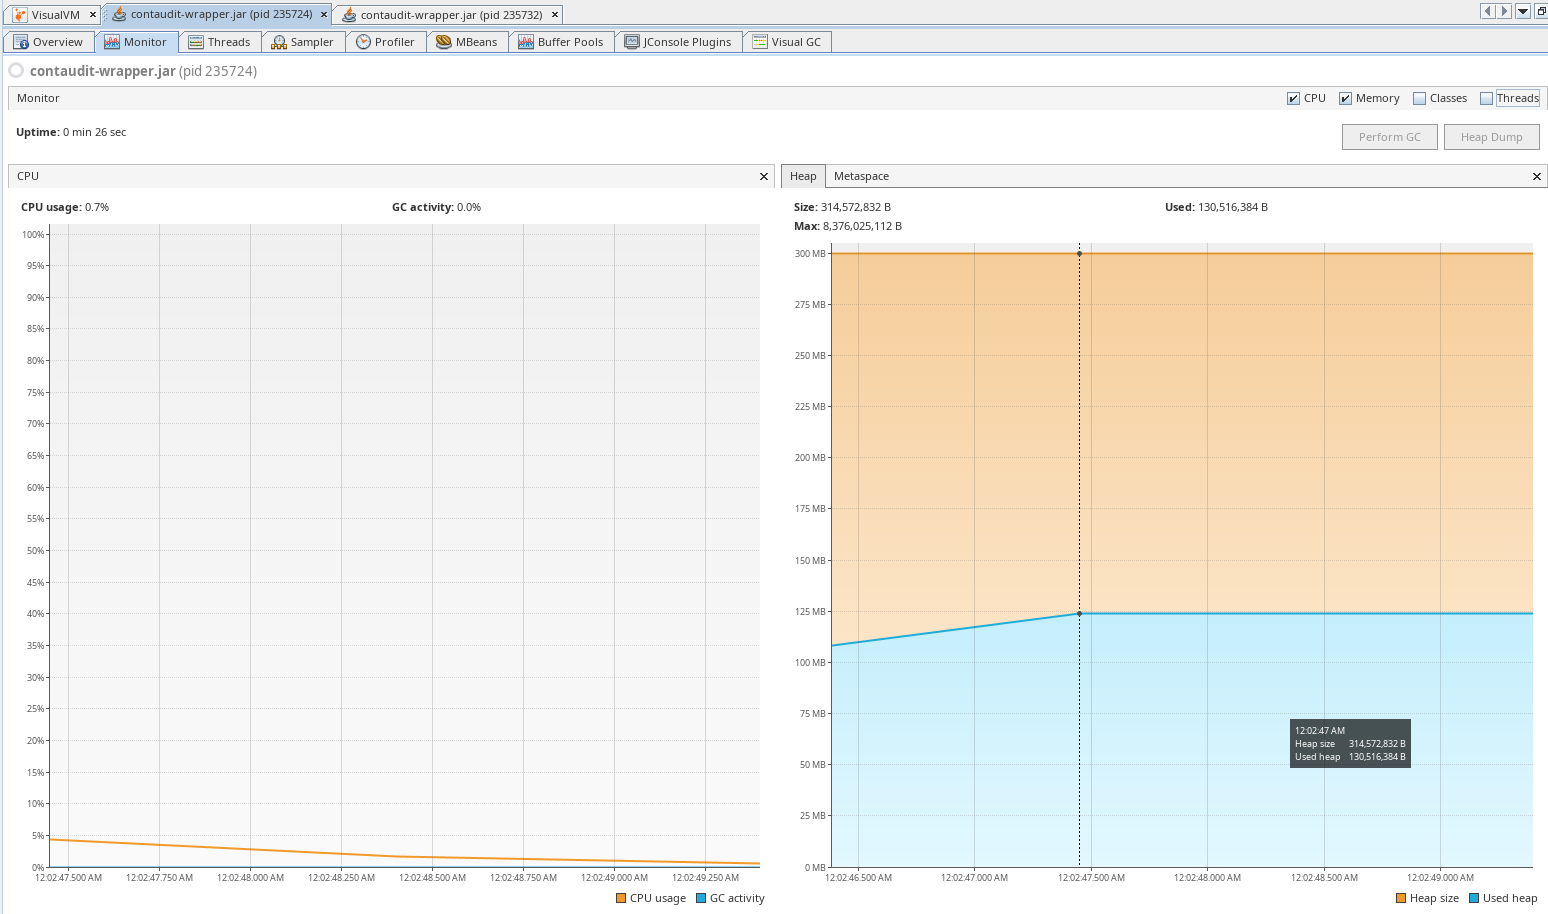 VisualVM
contaudit-wrapper.jar (pid 235724)
contaudit-wrapper.jar (pid 235732)
Overview
Monitor
Threads
Sampler
Profiler
MBeans
Buffer Pools
JConsole Plugins
Visual GC
contaudit-wrapper.jar (pid 235724)
Monitor
CPU
Memory
Classes
Threads
Uptime: 0 min 26 sec
Perform GC
Heap Dump
CPU
CPU usage: 0.7%
GC activity: 0.0%
100%
95%
90%
85%
80%
75%
70%
65%
60%
55%
50%
45%
40%
35%
30%
25%
20%
15%
10%
5%
0%
12:02:47.500 AM
12:02:47.750 AM
12:02:48.000 AM
12:02:48.250 AM
12:02:48.500 AM
12:02:48.750 AM
12:02:49.000 AM
12:02:49.250 AM
CPU usage
GC activity
Heap
Metaspace
Size: 314,572,832 B
Used: 130,516,384 B
Max: 8,376,025,112 B
300 MB
275 MB
250 MB
225 MB
200 MB
175 MB
150 MB
125 MB
100 MB
75 MB
50 MB
25 MB
0 MB
12:02:47 AM
Heap size 314,572,832 B
Used heap 130,516,384 B
12:02:46.500 AM
12:02:47.000 AM
12:02:47.500 AM
12:02:48.000 AM
12:02:48.500 AM
12:02:49.000 AM
Heap size
Used heap